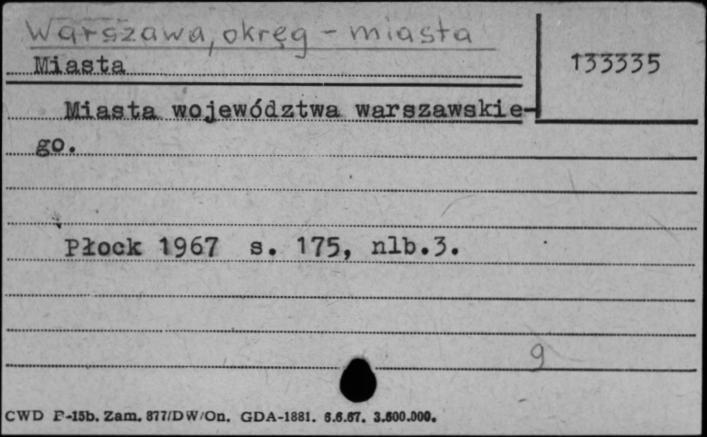 Warszawa, okręg - miasta
Miasta
133335
Miasta województwa warszawskie-
go.
Płock 1967 s. 175, nlb.3.
9
CWD P-15b. Zam. 877/DW/On. GDA-1881. 6.6.67. 3.600.000.